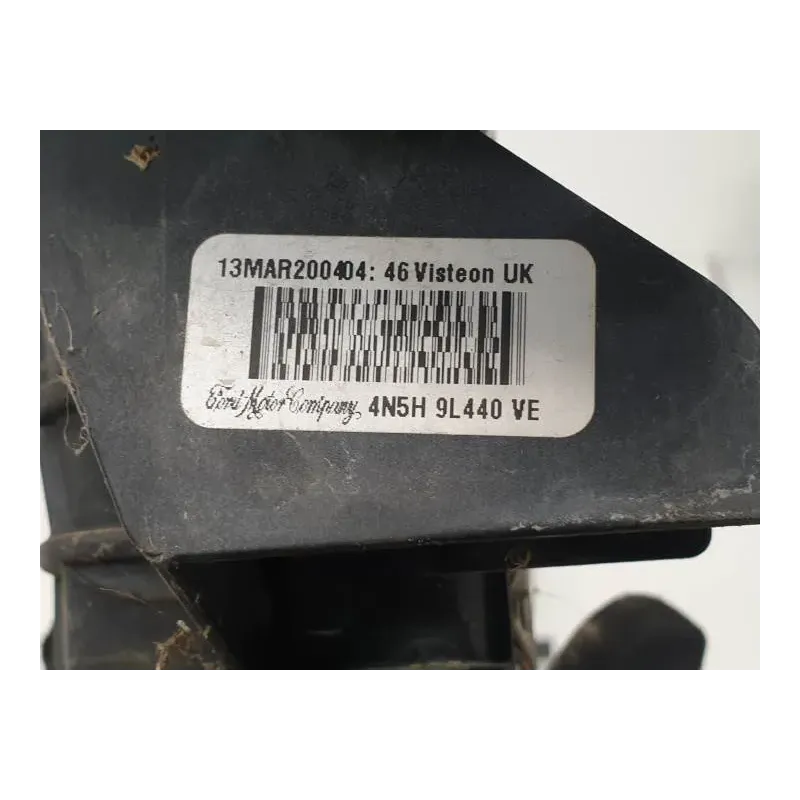 13MAR200404: 46 Visteon UK
Ford Motor Company 4N5H 9L440 VE